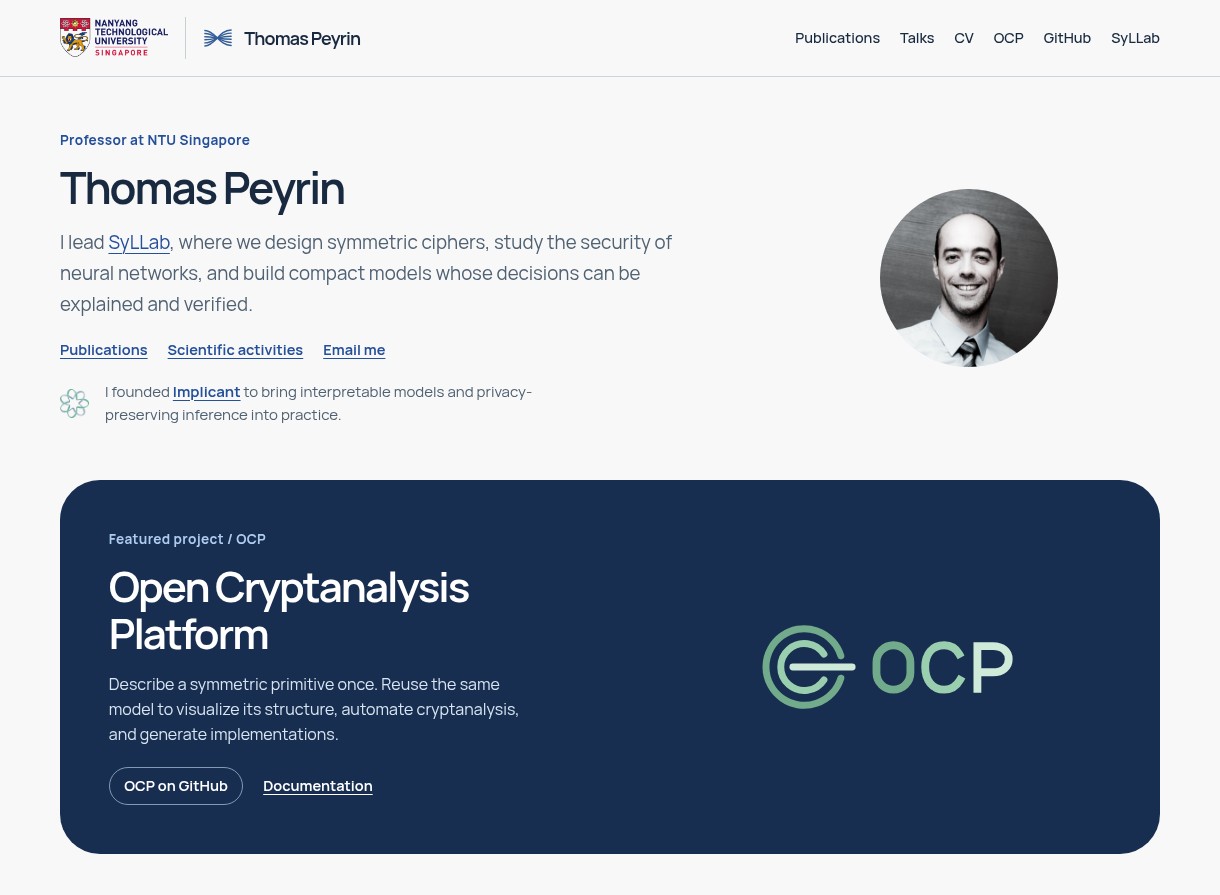 NANYANG
TECHNOLOGICAL
UNIVERSITY
SINGAPORE
Thomas Peyrin
Publications Talks CV OCP GitHub SyLLab
Professor at NTU Singapore
Thomas Peyrin
I lead SyLLab, where we design symmetric ciphers, study the security of
neural networks, and build compact models whose decisions can be
explained and verified.
Publications Scientific activities Email me
I founded Implicant to bring interpretable models and privacy-
preserving inference into practice.
Featured project / OCP
Open Cryptanalysis
Platform
Describe a symmetric primitive once. Reuse the same
model to visualize its structure, automate cryptanalysis,
and generate implementations.
OCP on GitHub Documentation
OCP